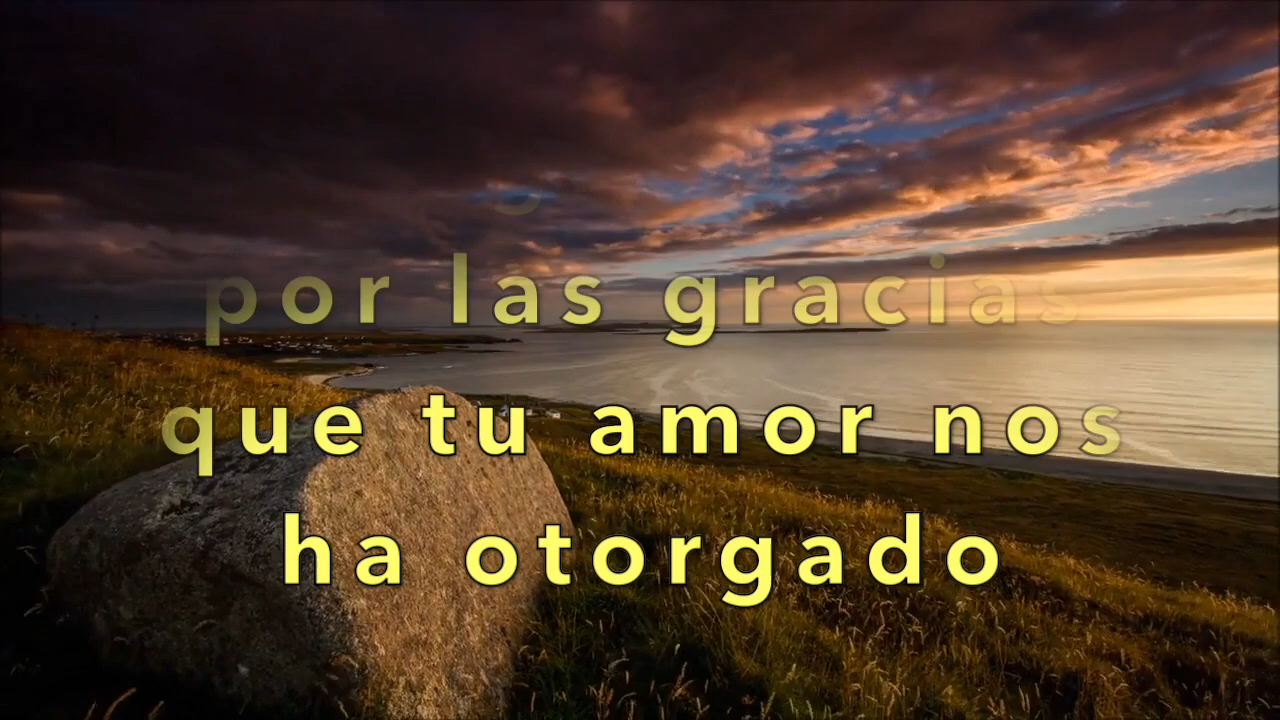 por las gracias
que tu amor nos
ha otorgado